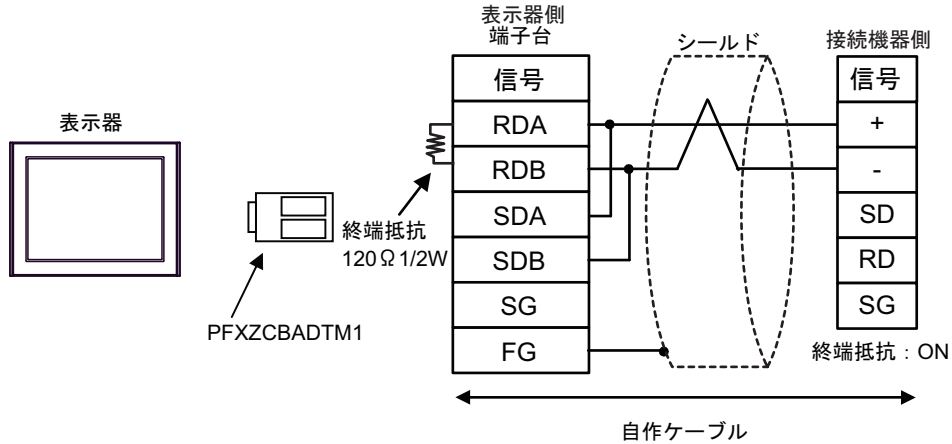 表示器
PFXZCBADTM1
終端抵抗
120Ω 1/2W
表示器側
端子台
信号
RDA
RDB
SDA
SDB
SG
FG
シールド
接続機器側
信号
+
-
SD
RD
SG
終端抵抗：ON
自作ケーブル